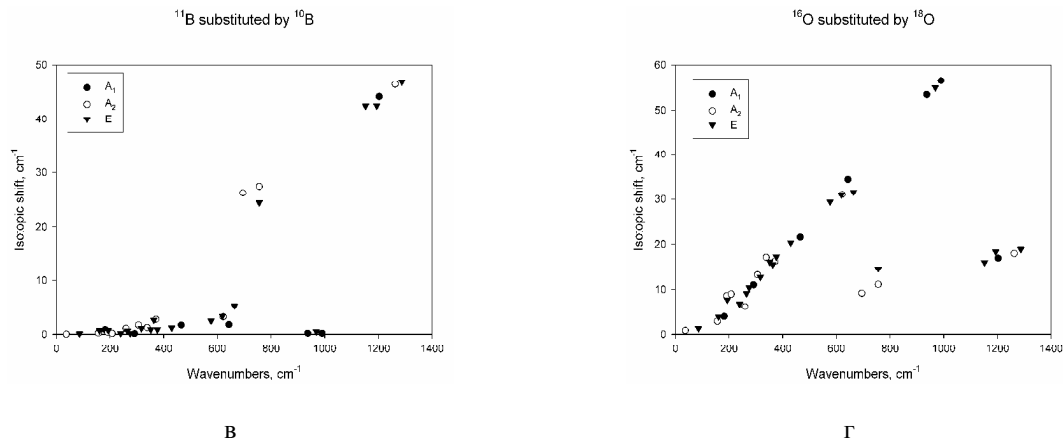 ¹¹B substituted by ¹⁰B
50
40
30
20
10
0
0 200 400 600 800 1000 1200 1400
A₁
A₂
E
Isotopic shift, cm⁻¹
Wavenumbers, cm⁻¹
в
¹⁶O substituted by ¹⁸O
60
50
40
30
20
10
0
0 200 400 600 800 1000 1200 1400
A₁
A₂
E
Isotopic shift, cm⁻¹
Wavenumbers, cm⁻¹
г